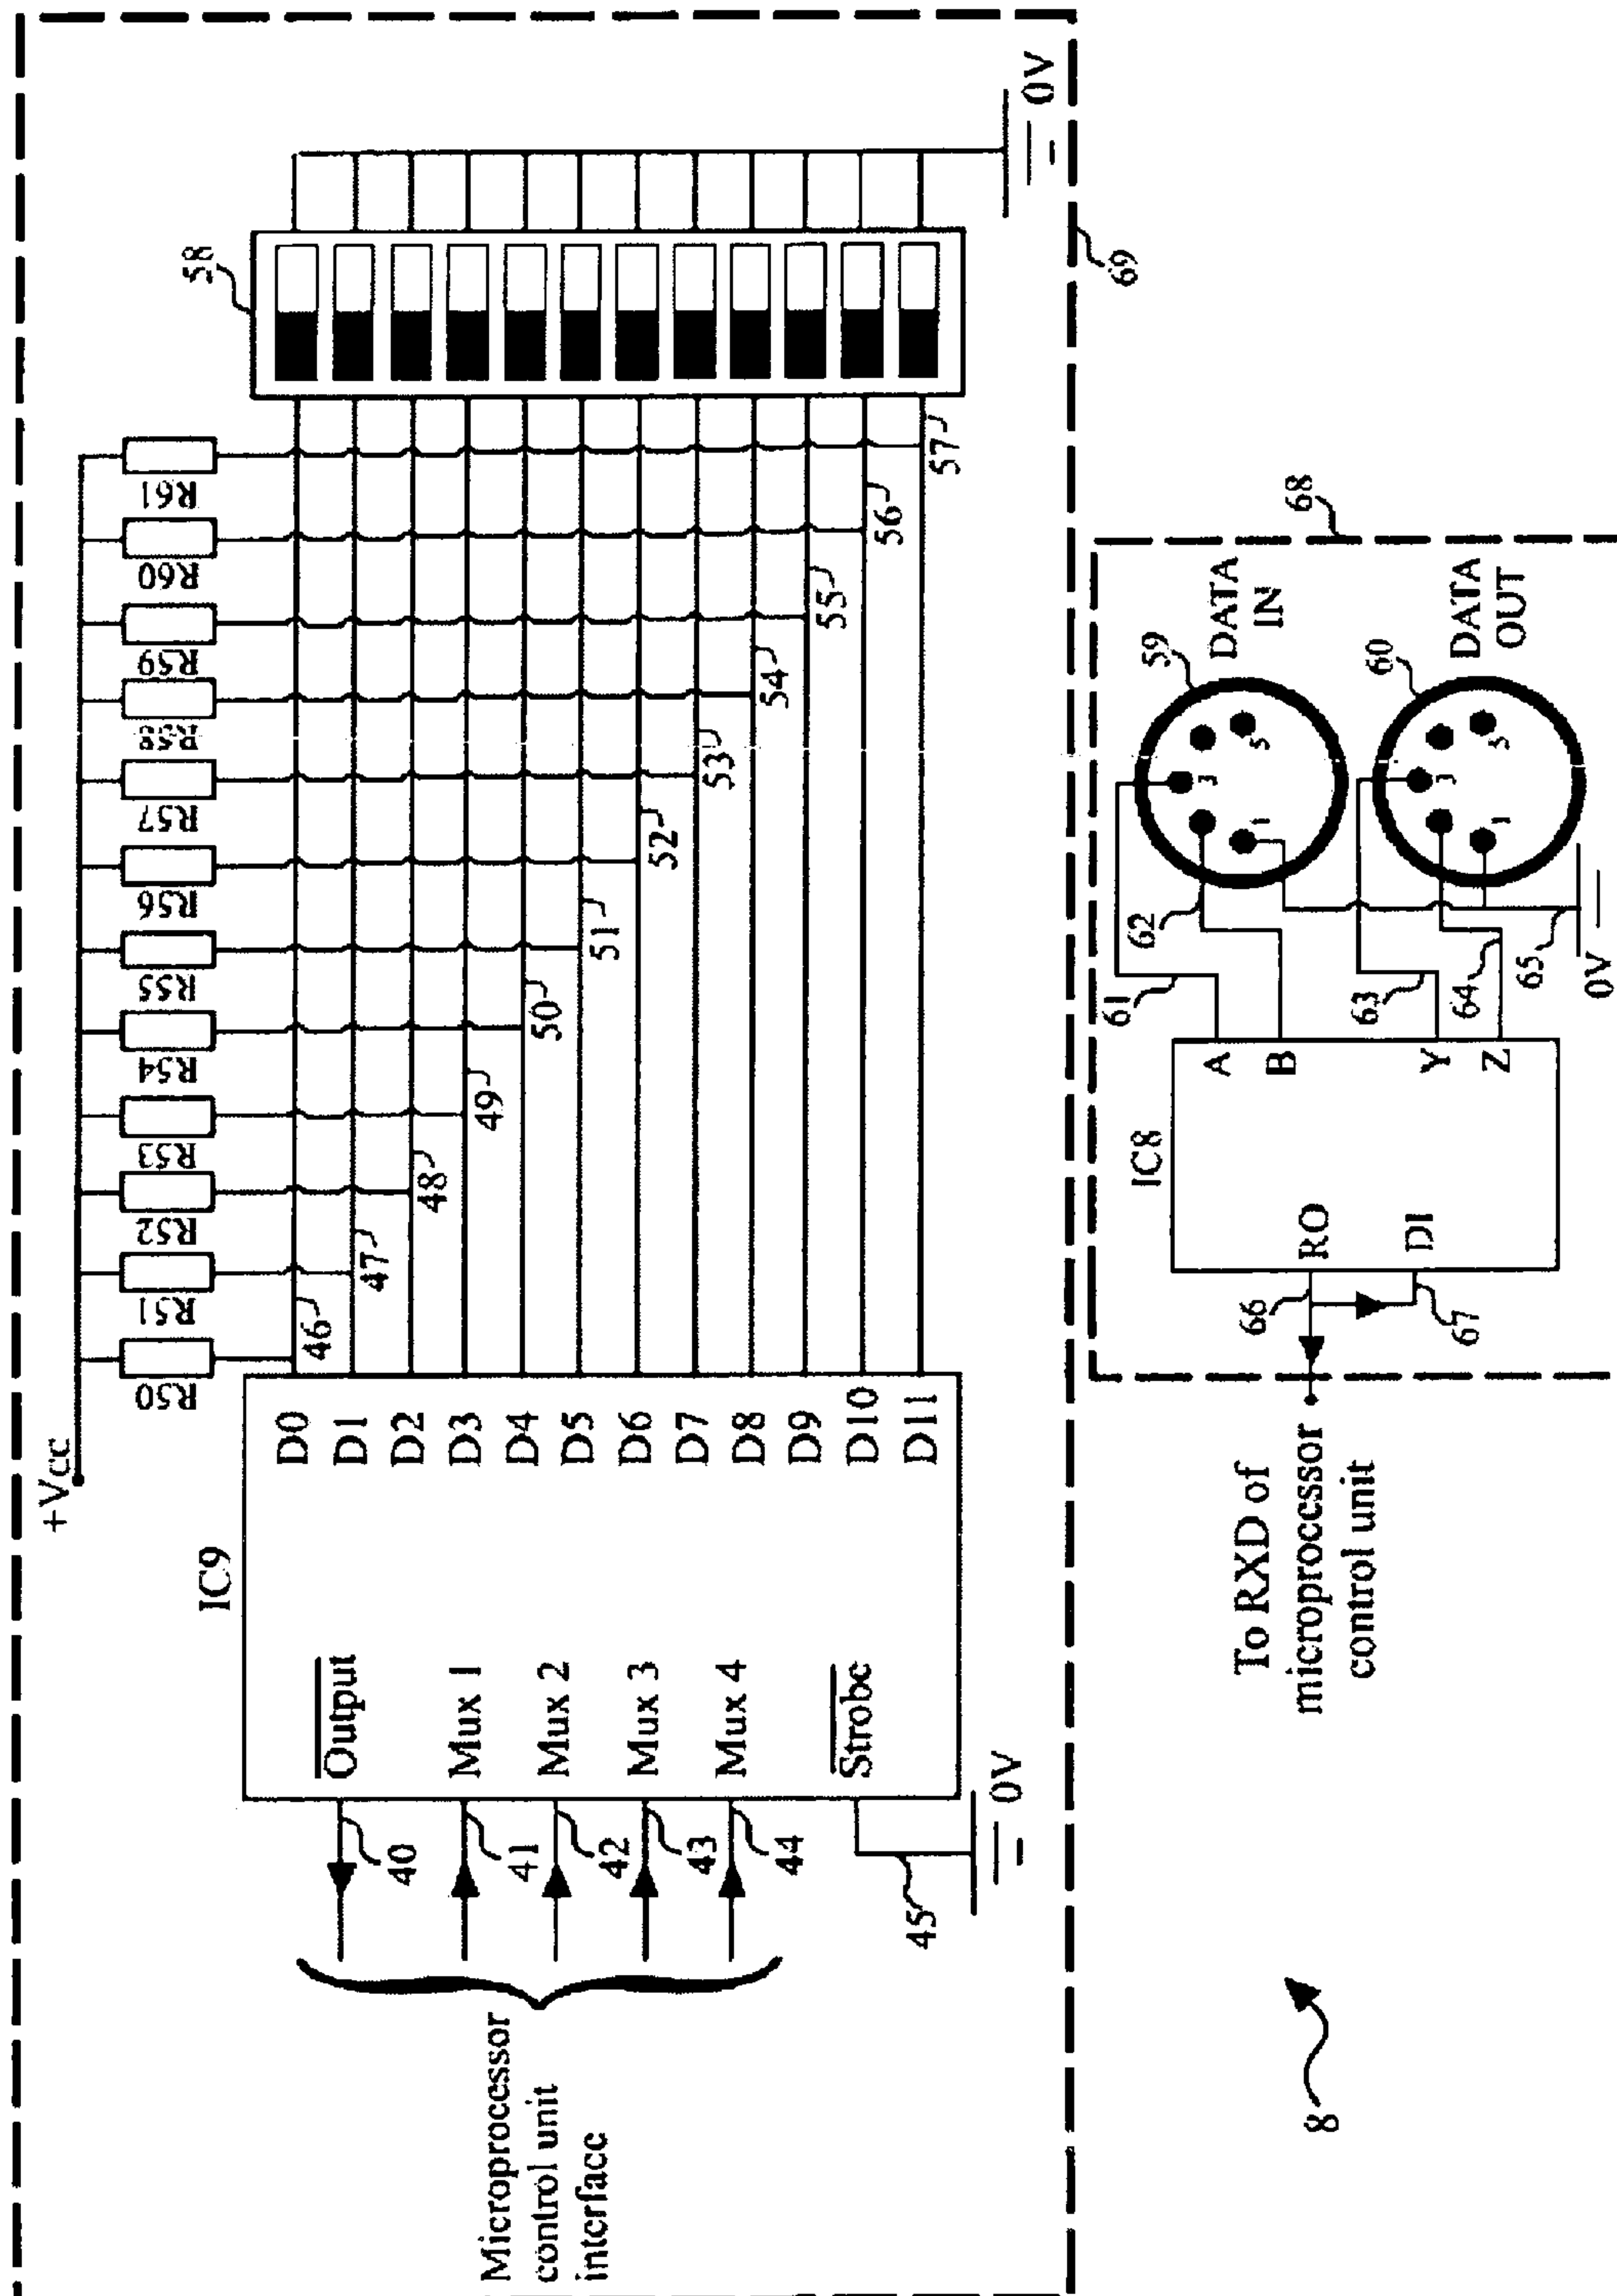 +Vcc
R50
R51
R52
R53
R54
R55
R56
R57
R58
R59
R60
R61
IC9
58
Output
Mux 1
Mux 2
Mux 3
Mux 4
Strobe
D0
D1
D2
D3
D4
D5
D6
D7
D8
D9
D10
D11
40
41
42
43
44
45
0V
46
47
48
49
50
51
52
53
54
55
56
57
0V
Microprocessor
control unit
interface
69
68
IC8
RO
DI
A
B
Y
Z
61
62
63
64
65
66
67
0V
59
1
3
5
DATA
IN
60
1
3
5
DATA
OUT
To RXD of
microprocessor
control unit
8